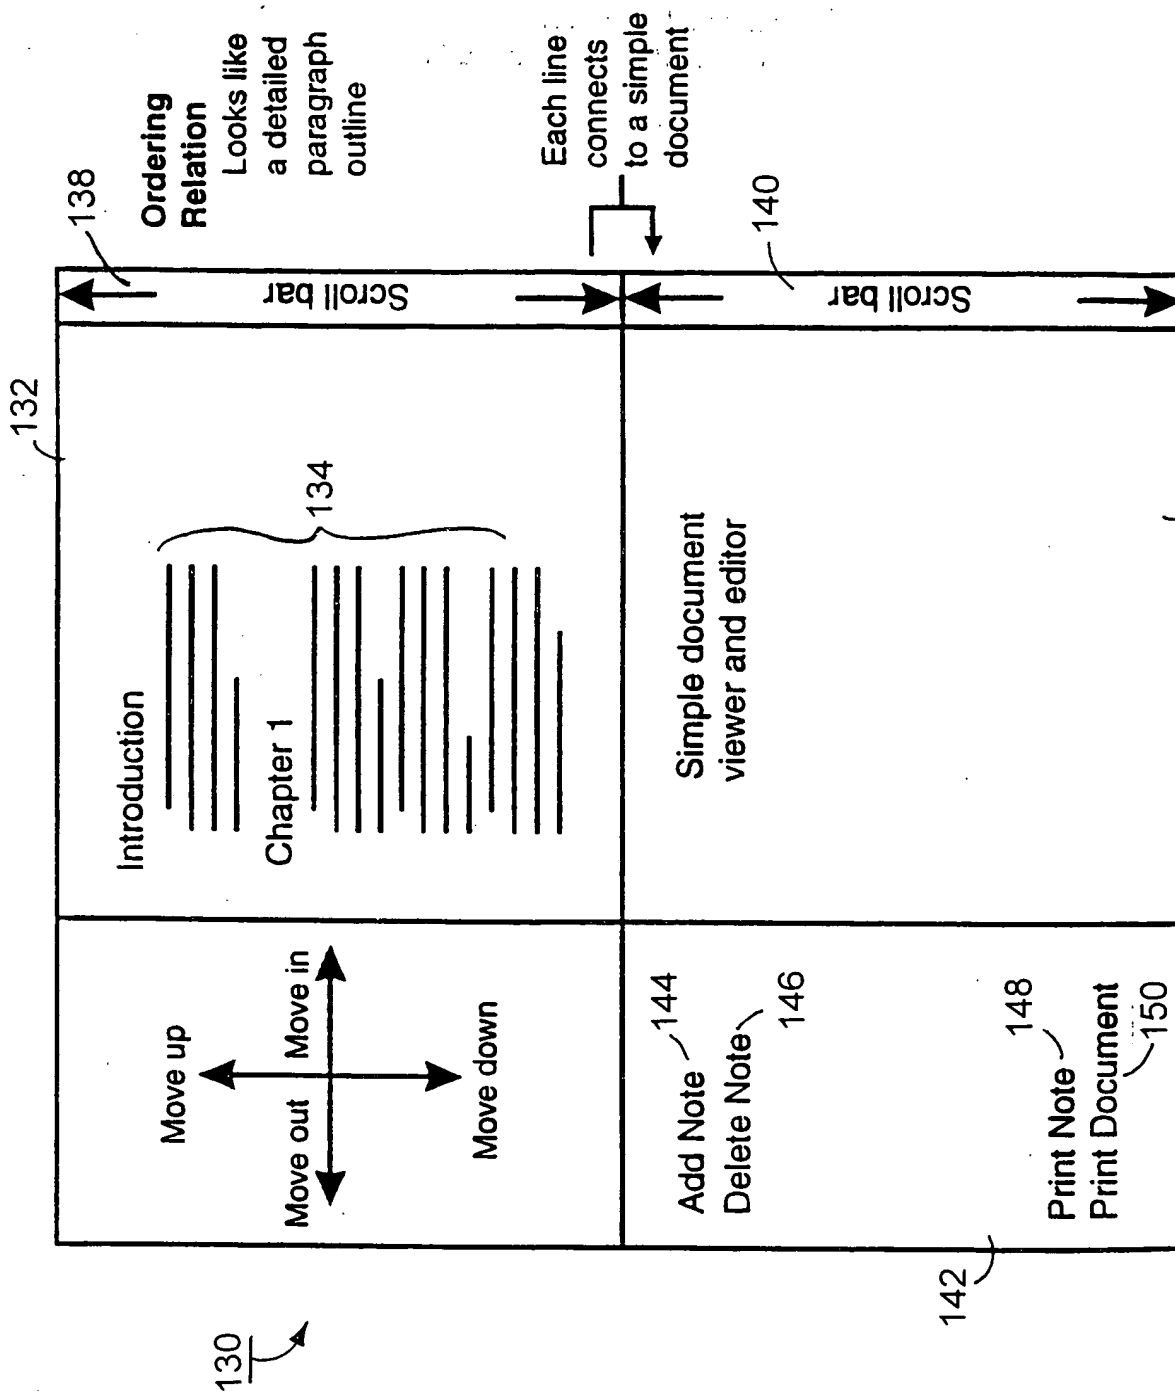 130
132
138
Ordering
Relation
Looks like
a detailed
paragraph
outline
Move up
Move out
Move in
Move down
Introduction
Chapter 1
134
Scroll bar
Each line
connects
to a simple
document
Add Note
144
Delete Note
146
Print Note
148
Print Document
150
142
Simple document
viewer and editor
Scroll bar
140